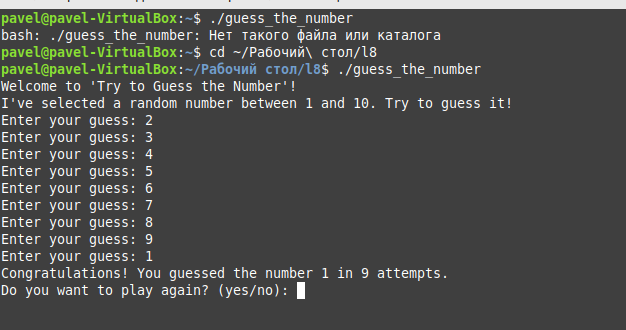 pavel@pavel-VirtualBox:~$ ./guess_the_number
bash: ./guess_the_number: Нет такого файла или каталога
pavel@pavel-VirtualBox:~$ cd ~/Рабочий\ стол/l8
pavel@pavel-VirtualBox:~/Рабочий стол/l8$ ./guess_the_number
Welcome to 'Try to Guess the Number'!
I've selected a random number between 1 and 10. Try to guess it!
Enter your guess: 2
Enter your guess: 3
Enter your guess: 4
Enter your guess: 5
Enter your guess: 6
Enter your guess: 7
Enter your guess: 8
Enter your guess: 9
Enter your guess: 1
Congratulations! You guessed the number 1 in 9 attempts.
Do you want to play again? (yes/no):